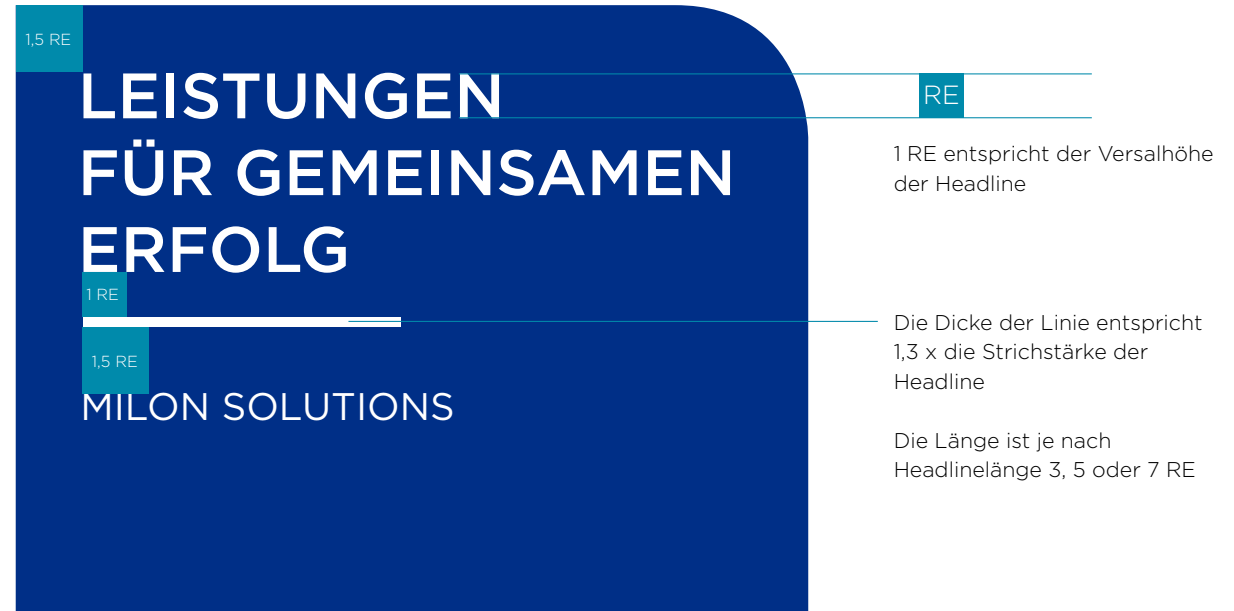 1,5 RE
LEISTUNGEN
FÜR GEMEINSAMEN
ERFOLG
1 RE
1,5 RE
MILON SOLUTIONS
RE
1 RE entspricht der Versalhöhe
der Headline
Die Dicke der Linie entspricht
1,3 x die Strichstärke der
Headline
Die Länge ist je nach
Headlinelänge 3, 5 oder 7 RE